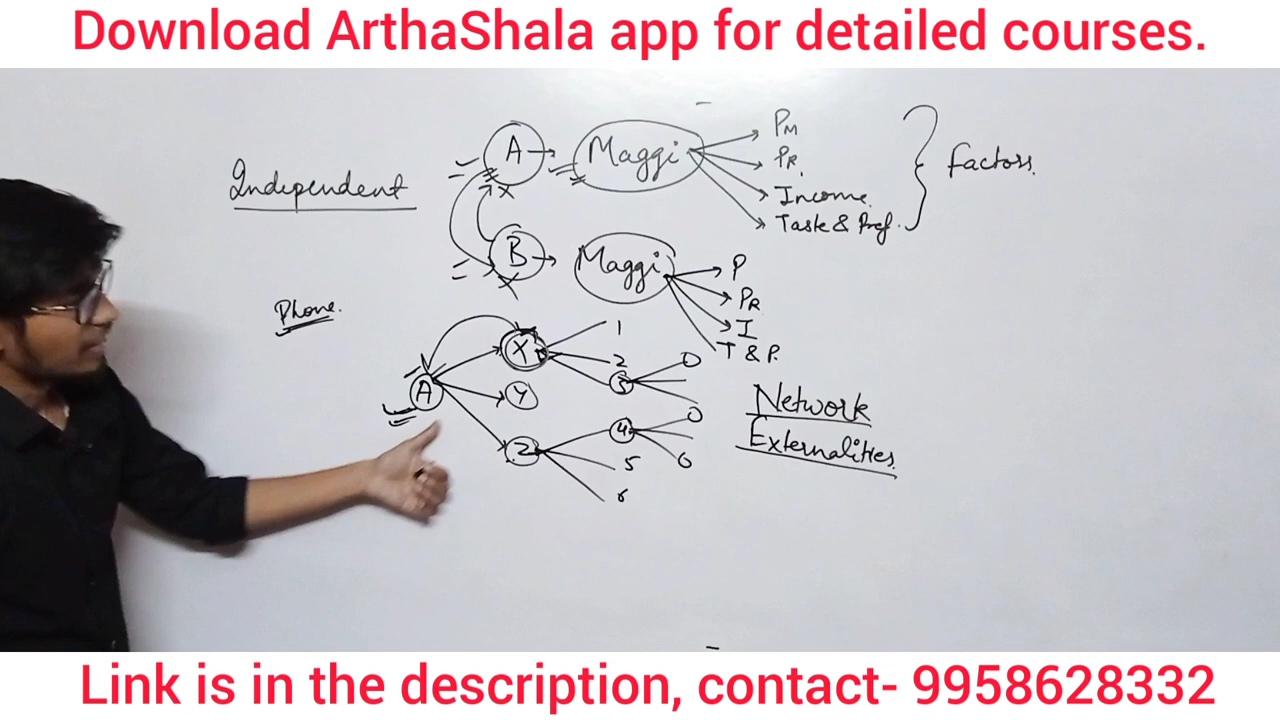 Download ArthaShala app for detailed courses.
Independent
A
Maggi
PM
PR.
Income.
Taste & Pref.
Factors.
X
B
Maggi
P
PR
I
T & P.
X
Phone.
A
X
1
2
3
0
Y
Z
4
0
5
6
6
Network
Externalities.
Link is in the description, contact- 9958628332